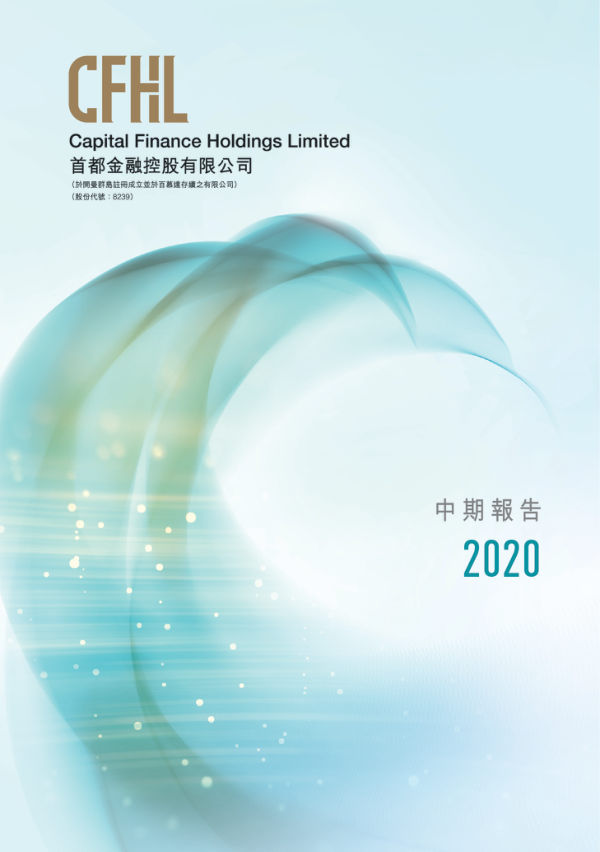 CFHL
Capital Finance Holdings Limited
首都金融控股有限公司
（於開曼群島註冊成立並於百慕達存續之有限公司）
（股份代號：8239）
中期報告
2020